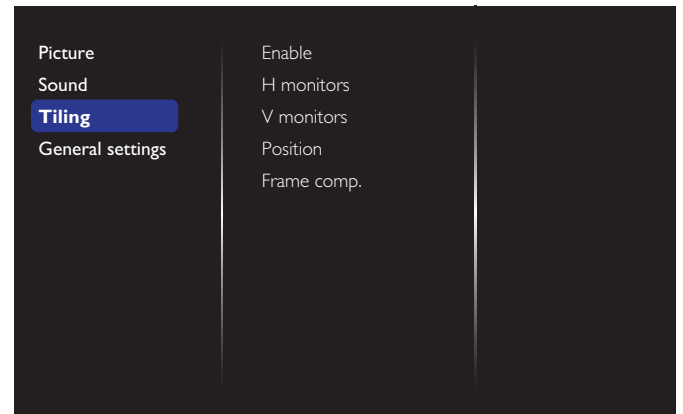 Picture
Sound
Tiling
General settings
Enable
H monitors
V monitors
Position
Frame comp.